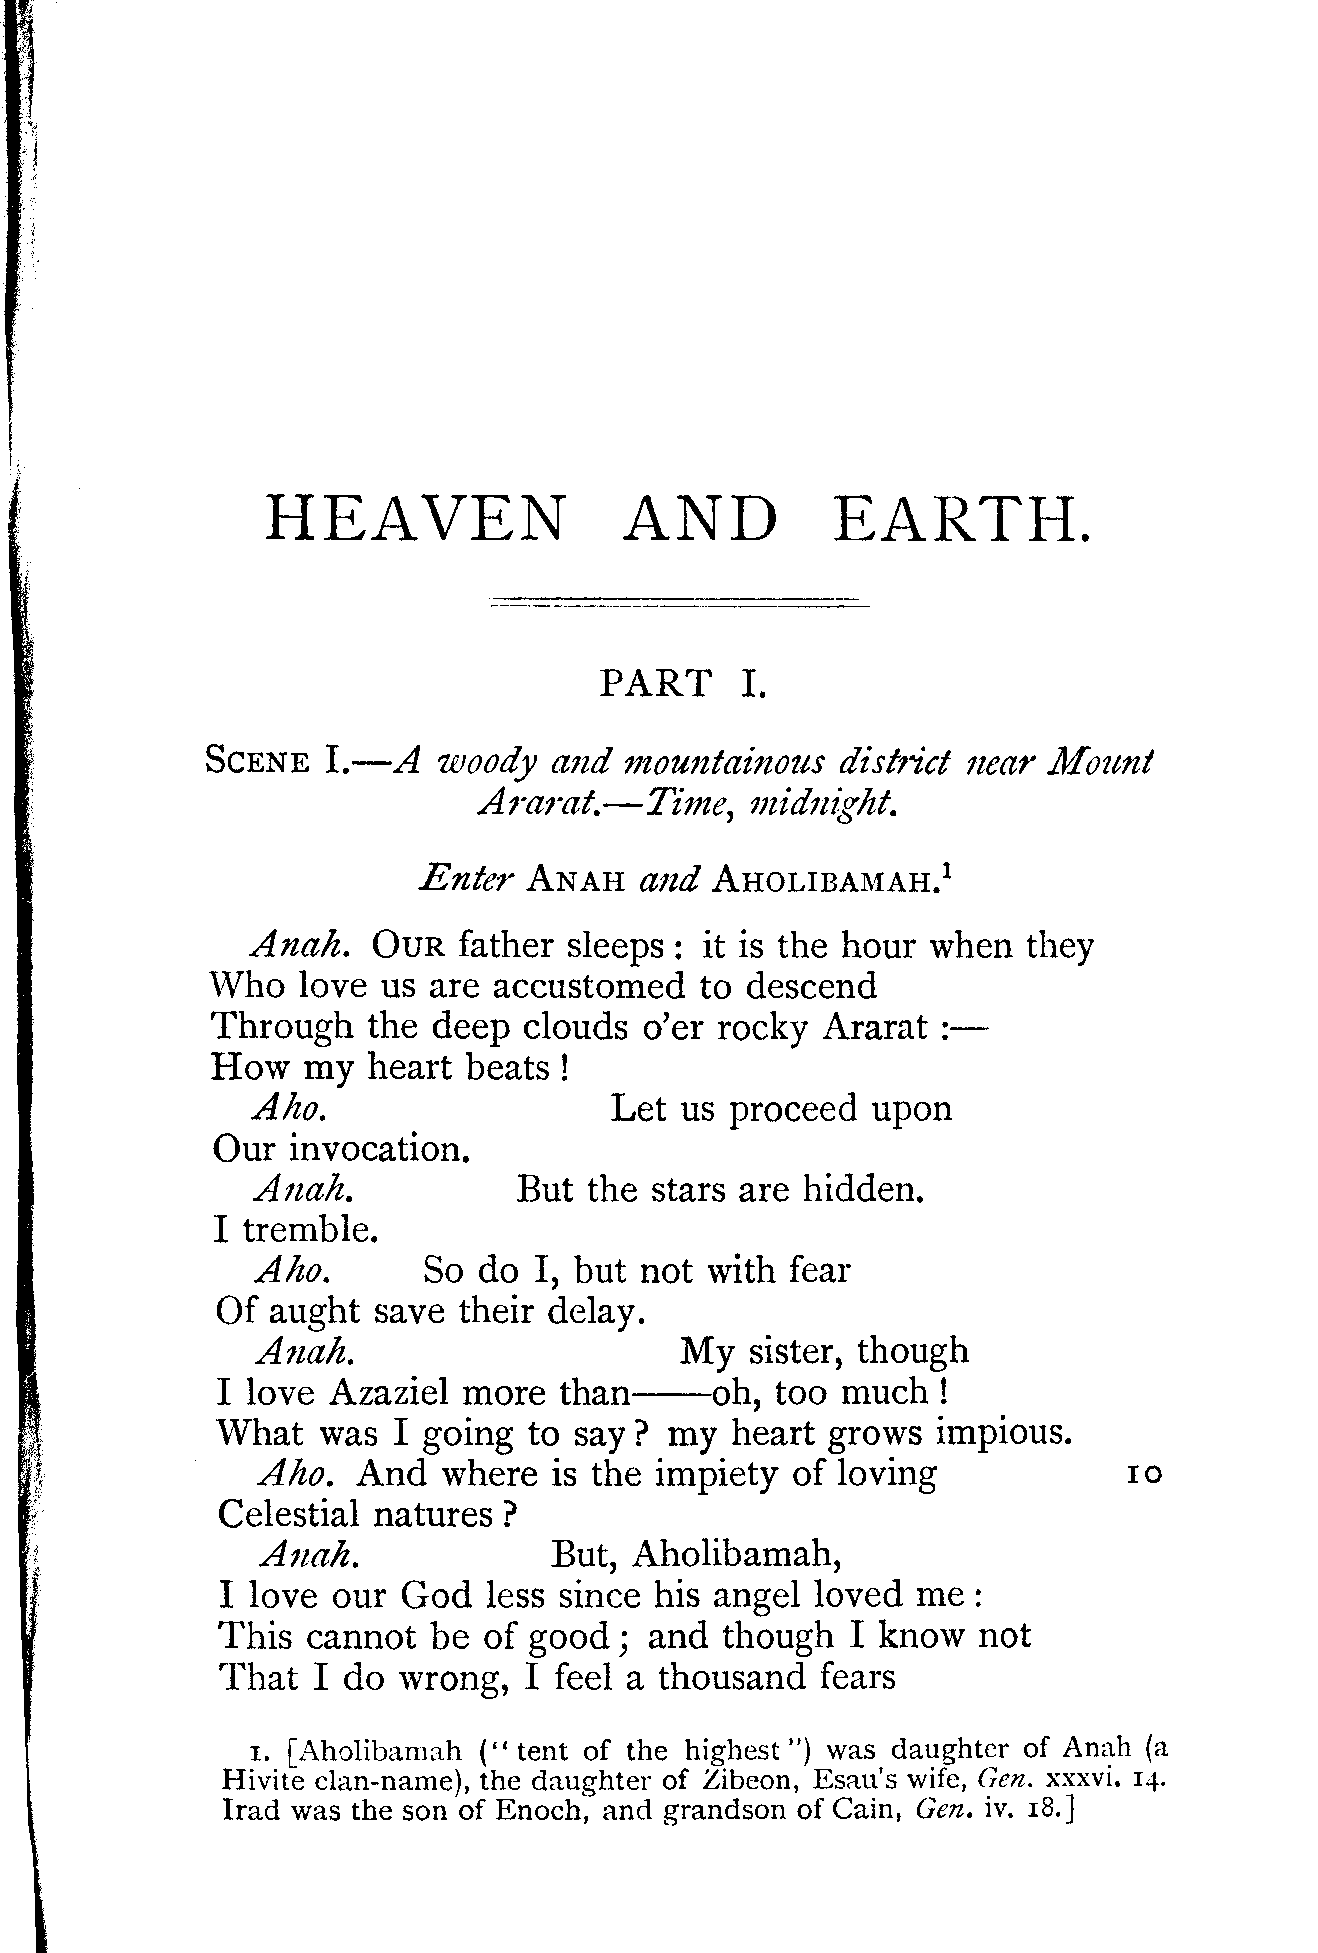 HEAVEN AND EARTH.
PART I.
SCENE I.—A woody and mountainous district near Mount
Ararat.—Time, midnight.
Enter ANAH and AHOLIBAMAH.¹
Anah. OUR father sleeps: it is the hour when they
Who love us are accustomed to descend
Through the deep clouds o'er rocky Ararat:—
How my heart beats!
Aho. Let us proceed upon
Our invocation.
Anah. But the stars are hidden.
I tremble.
Aho. So do I, but not with fear
Of aught save their delay.
Anah. My sister, though
I love Azaziel more than——oh, too much!
What was I going to say? my heart grows impious.
Aho. And where is the impiety of loving 10
Celestial natures?
Anah. But, Aholibamah,
I love our God less since his angel loved me:
This cannot be of good; and though I know not
That I do wrong, I feel a thousand fears
1. [Aholibamah ("tent of the highest") was daughter of Anah (a
Hivite clan-name), the daughter of Zibeon, Esau's wife, Gen. xxxvi. 14.
Irad was the son of Enoch, and grandson of Cain, Gen. iv. 18.]